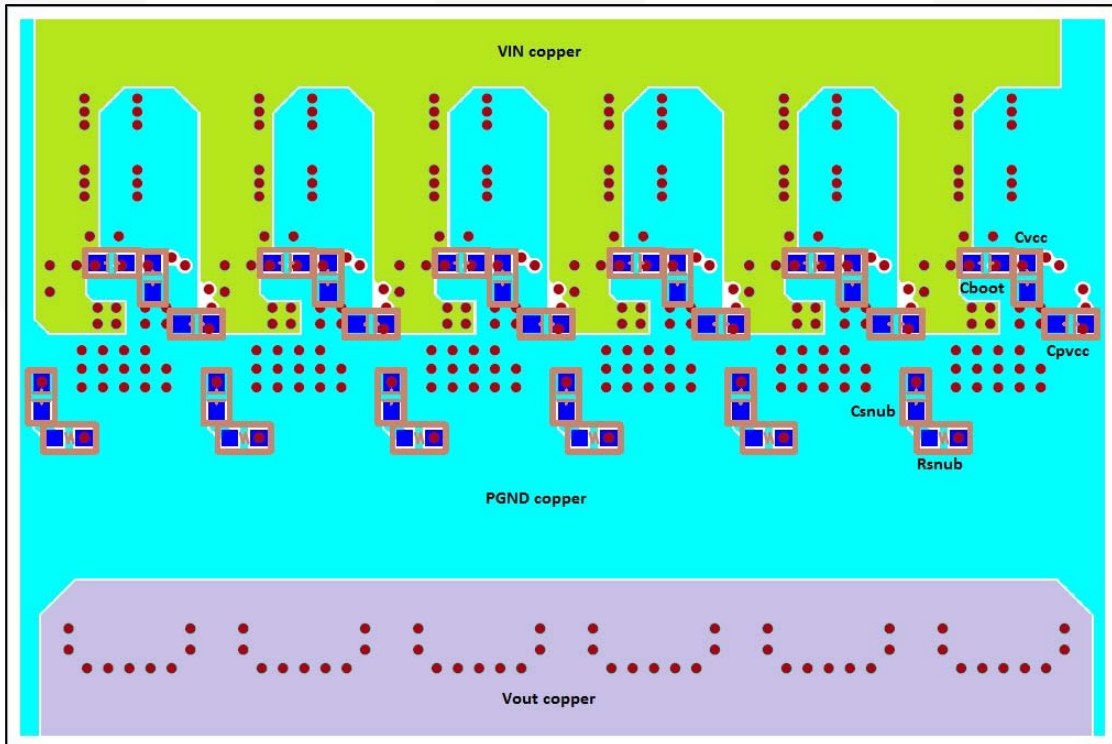 VIN copper
Cvcc
Cboot
Cpvcc
Csnub
Rsnub
PGND copper
Vout copper